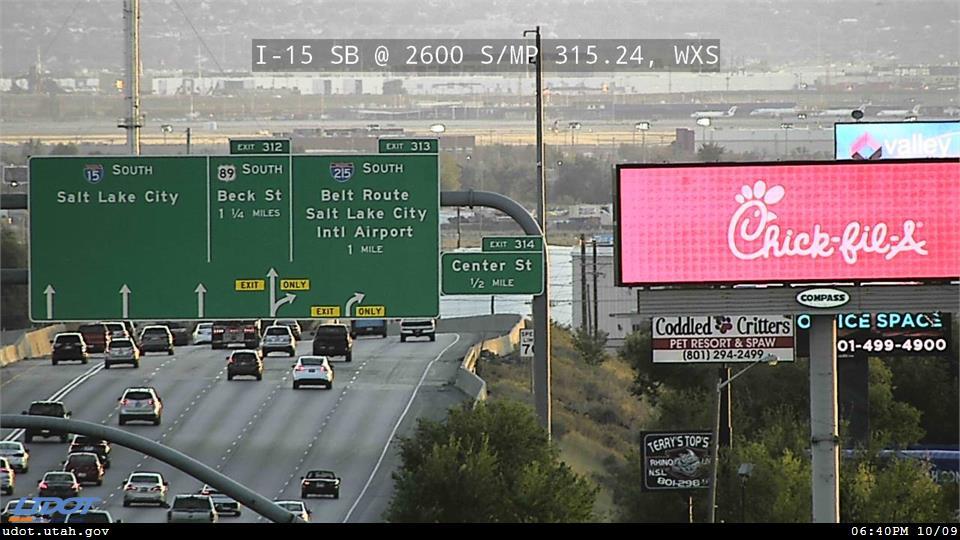 I-15 SB @ 2600 S/MP 315.24, WXS
EXIT 312
EXIT 313
15 SOUTH
Salt Lake City
89 SOUTH
Beck St
1 ¼ MILES
215 SOUTH
Belt Route
Salt Lake City
Intl Airport
1 MILE
EXIT ONLY
EXIT ONLY
EXIT 314
Center St
½ MILE
valley
Chick-fil-A
COMPASS
Coddled Critters
PET RESORT & SPAW
(801) 294-2499
OFFICE SPACE
01-499-4900
TERRY'S TOPS
RHINO
N.S.L.
UDOT
udot.utah.gov
06:40PM 10/09